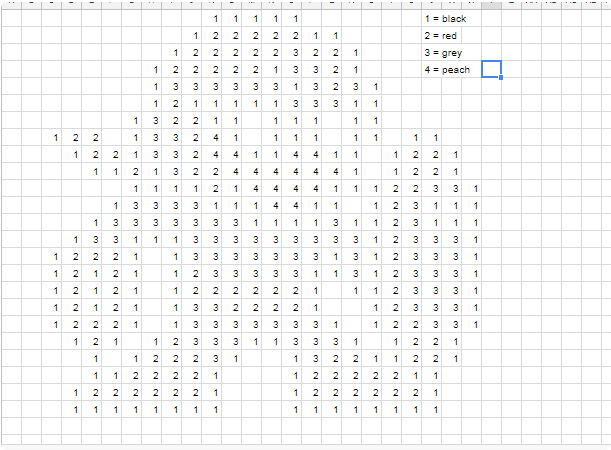 1 1 1 1 1 1 = black
1 2 2 2 2 2 1 1 2 = red
1 2 2 2 2 2 3 2 2 1 3 = grey
1 2 2 2 2 2 1 3 3 2 1 4 = peach
1 3 3 3 3 3 3 1 3 2 3 1
1 2 1 1 1 1 1 3 3 3 1 1
1 3 2 2 1 1 1 1 1 1 1
1 2 2 1 3 3 2 4 1 1 1 1 1 1 1 1
1 2 2 1 3 3 2 4 4 1 1 4 4 1 1 1 2 2 1
1 1 2 1 3 2 2 4 4 4 4 4 4 1 1 2 2 1
1 1 1 1 2 1 4 4 4 4 1 1 1 2 2 3 3 1
1 3 3 3 3 1 1 1 4 4 1 1 1 2 3 1 1 1
1 3 3 3 3 3 3 3 1 1 1 1 3 1 1 2 3 1 1 1
1 3 3 1 1 1 3 3 3 3 3 3 3 3 3 1 2 3 3 3 1
1 2 2 2 1 1 3 3 3 3 3 3 3 1 3 1 2 3 3 3 1
1 2 1 2 1 1 2 3 3 3 3 3 1 1 3 1 2 3 3 3 1
1 2 1 2 1 1 2 2 2 2 2 2 1 1 1 2 2 3 3 1
1 2 1 2 1 1 3 3 2 2 2 2 1 1 2 3 3 3 1
1 2 2 2 1 1 3 3 3 3 3 3 3 1 1 2 2 3 3 1
1 2 1 1 2 3 3 3 1 1 3 3 3 1 1 2 2 1
1 1 2 2 2 3 1 1 3 2 2 1 1 2 2 1
1 1 2 2 2 2 1 1 2 2 2 2 2 1 1
1 2 2 2 2 2 2 1 1 2 2 2 2 2 2 1
1 1 1 1 1 1 1 1 1 1 1 1 1 1 1 1